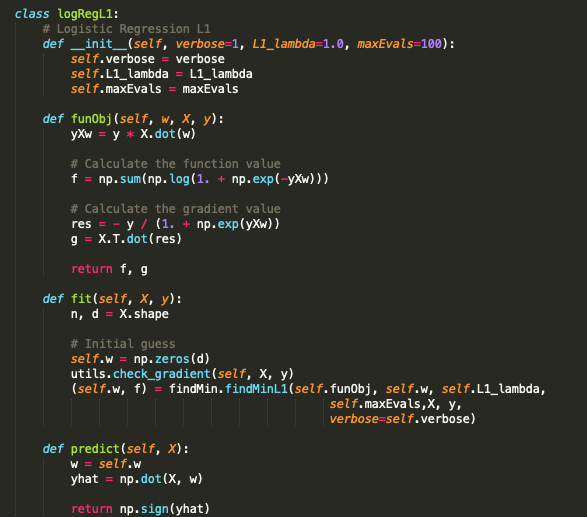 class logRegL1:
    # Logistic Regression L1
    def __init__(self, verbose=1, L1_lambda=1.0, maxEvals=100):
        self.verbose = verbose
        self.L1_lambda = L1_lambda
        self.maxEvals = maxEvals

    def funObj(self, w, X, y):
        yXw = y * X.dot(w)

        # Calculate the function value
        f = np.sum(np.log(1. + np.exp(-yXw)))

        # Calculate the gradient value
        res = - y / (1. + np.exp(yXw))
        g = X.T.dot(res)

        return f, g

    def fit(self, X, y):
        n, d = X.shape

        # Initial guess
        self.w = np.zeros(d)
        utils.check_gradient(self, X, y)
        (self.w, f) = findMin.findMinL1(self.funObj, self.w, self.L1_lambda,
                                        self.maxEvals,X, y,
                                        verbose=self.verbose)

    def predict(self, X):
        w = self.w
        yhat = np.dot(X, w)

        return np.sign(yhat)